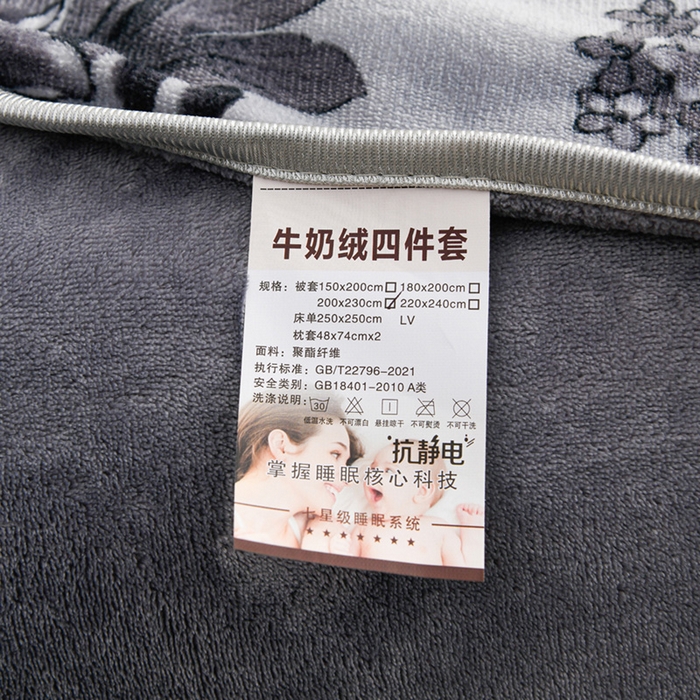 牛奶绒四件套
规格：被套150x200cm□ 180x200cm□
200x230cm☑ 220x240cm□
床单250x250cm LV
枕套48x74cmx2
面料：聚酯纤维
执行标准：GB/T22796-2021
安全类别：GB18401-2010 A类
洗涤说明：
30
低温水洗 不可漂白 悬挂晾干 不可熨烫 不可干洗
抗静电
掌握睡眠核心科技
七星级睡眠系统
★★★★★★★